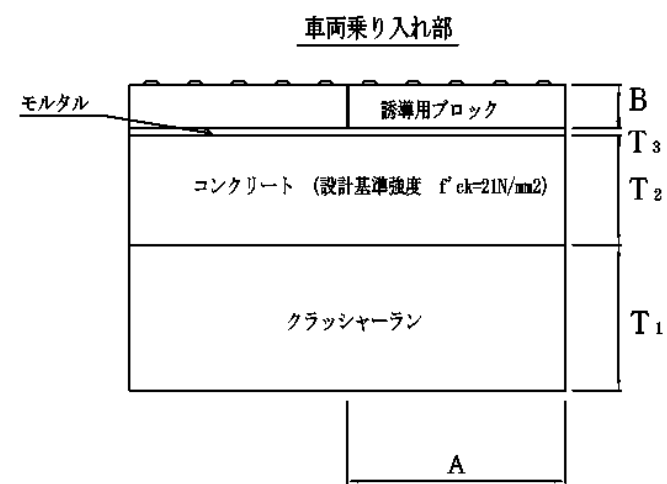 車両乗り入れ部
モルタル
誘導用ブロック
B
T3
コンクリート (設計基準強度 f'ck=21N/mm2)
T2
クラッシャーラン
T1
A